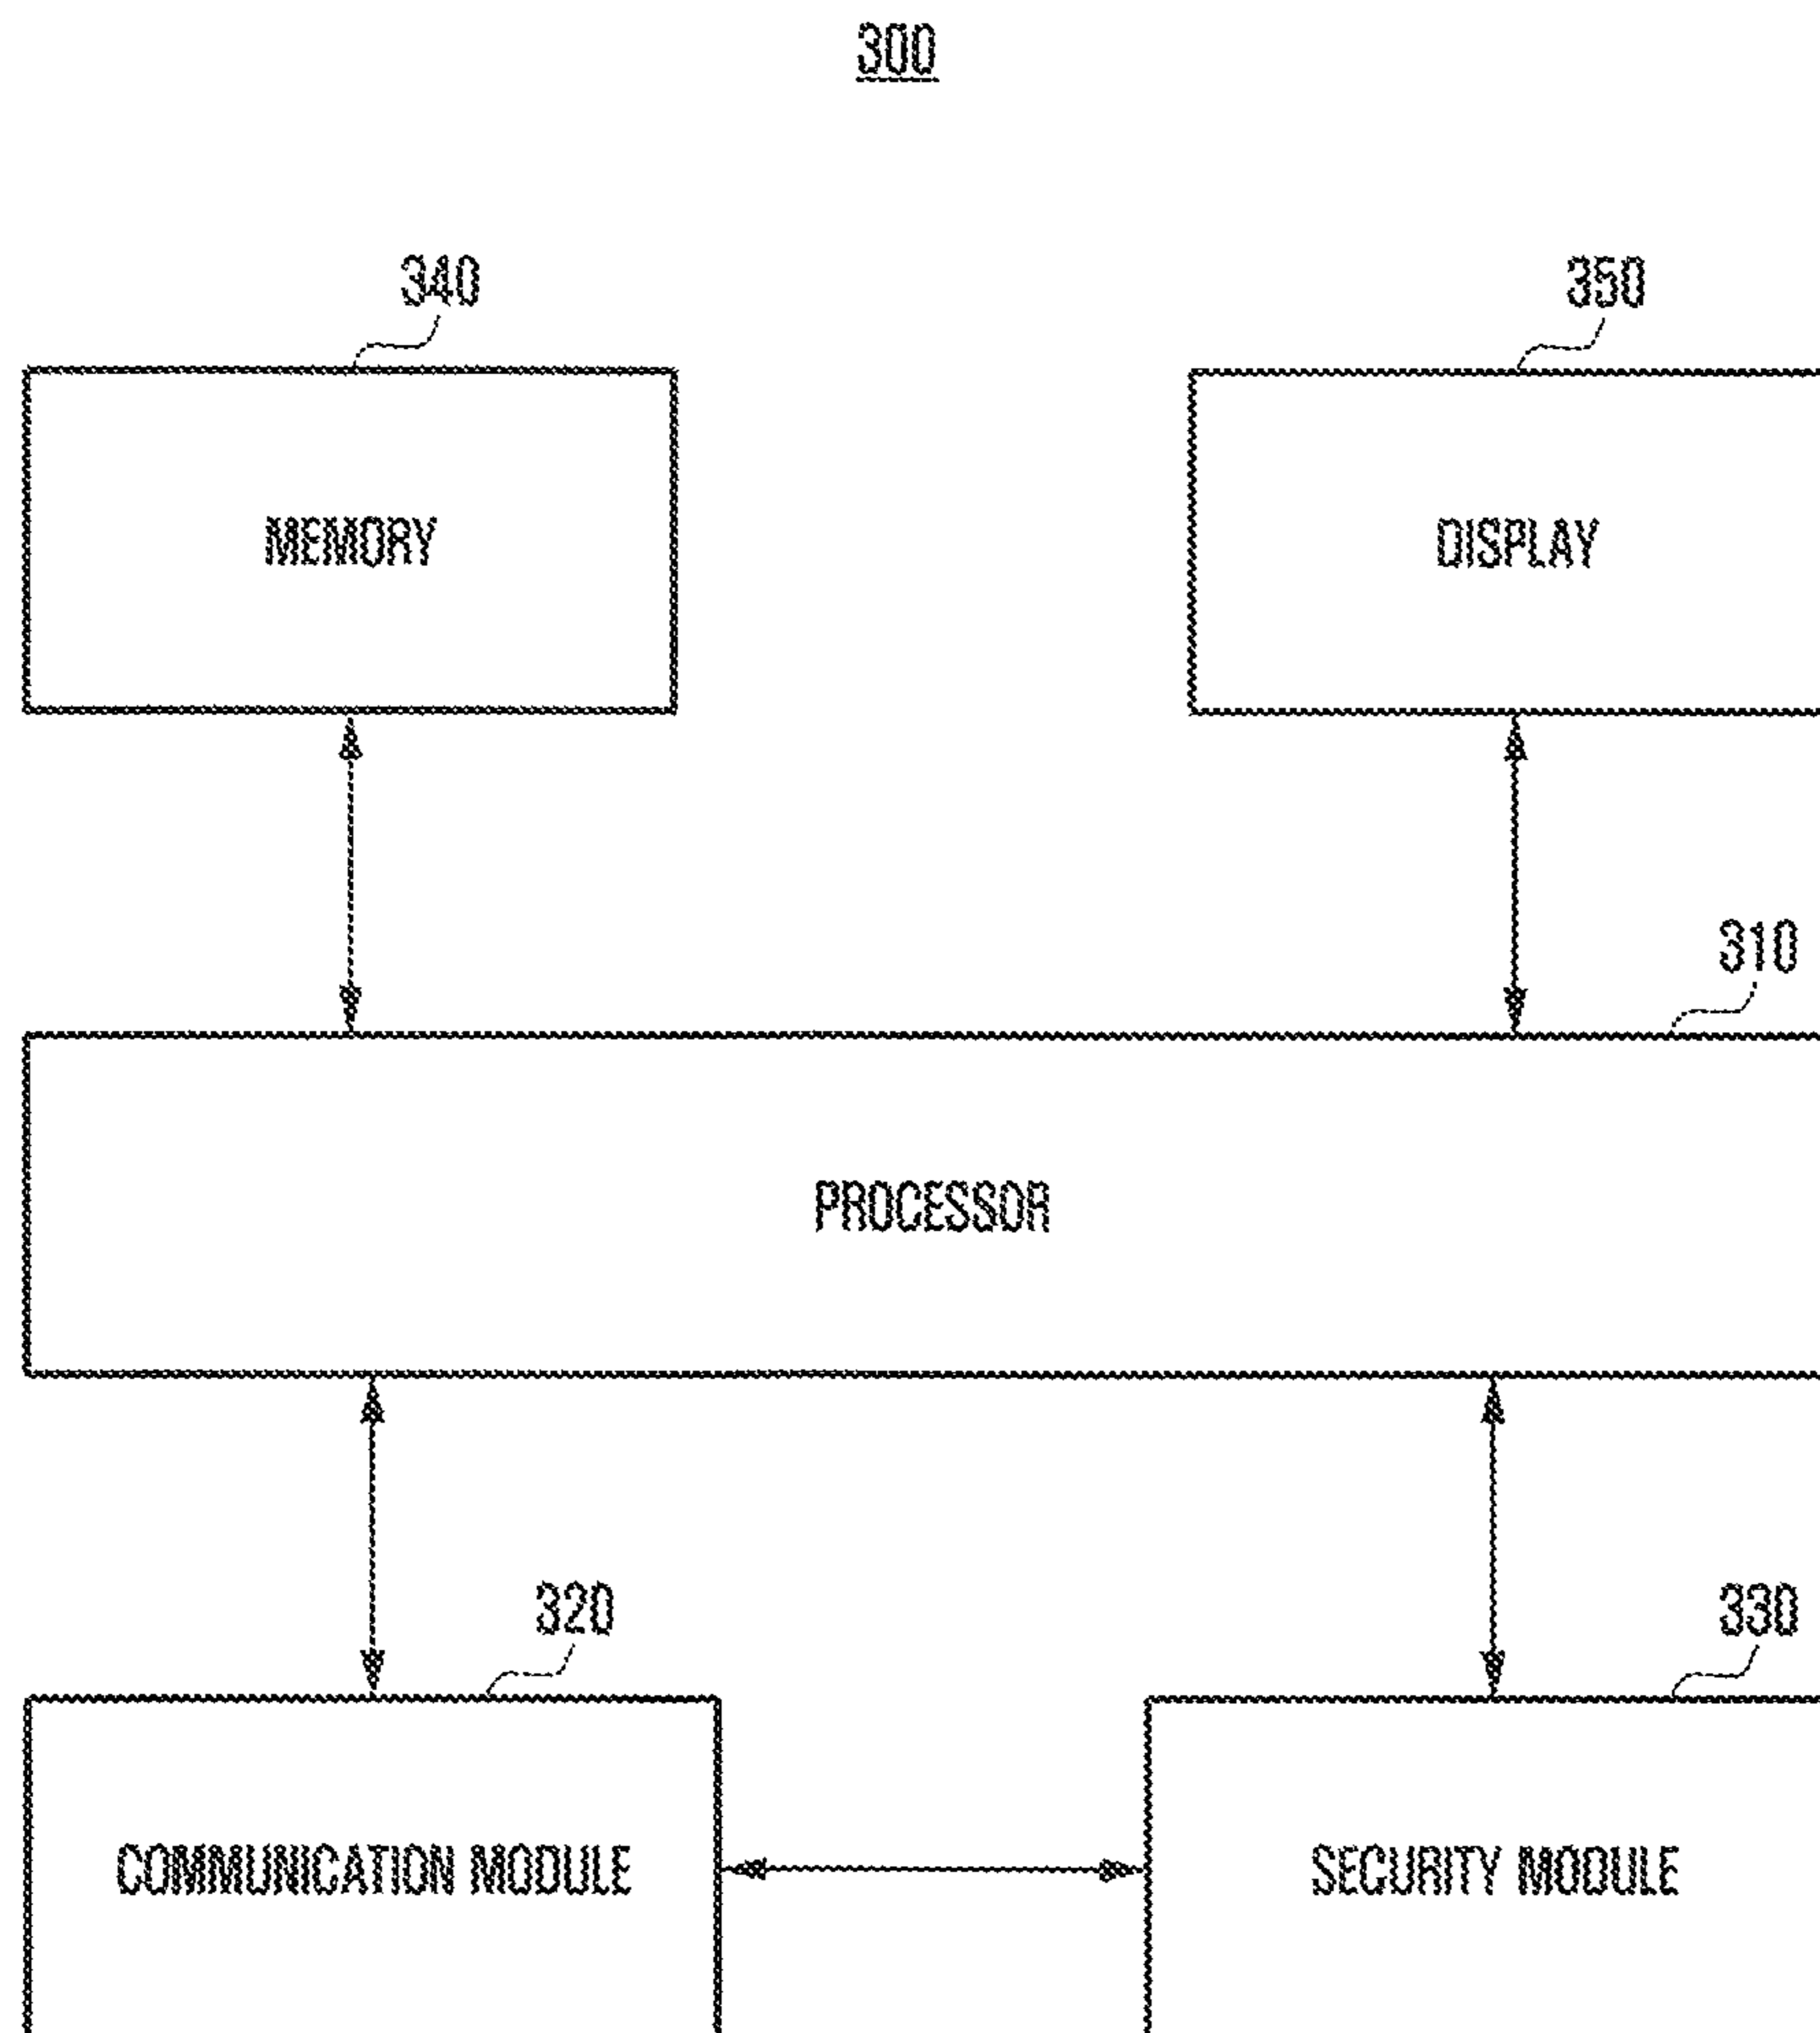 300
340
350
MEMORY
DISPLAY
310
PROCESSOR
320
330
COMMUNICATION MODULE
SECURITY MODULE